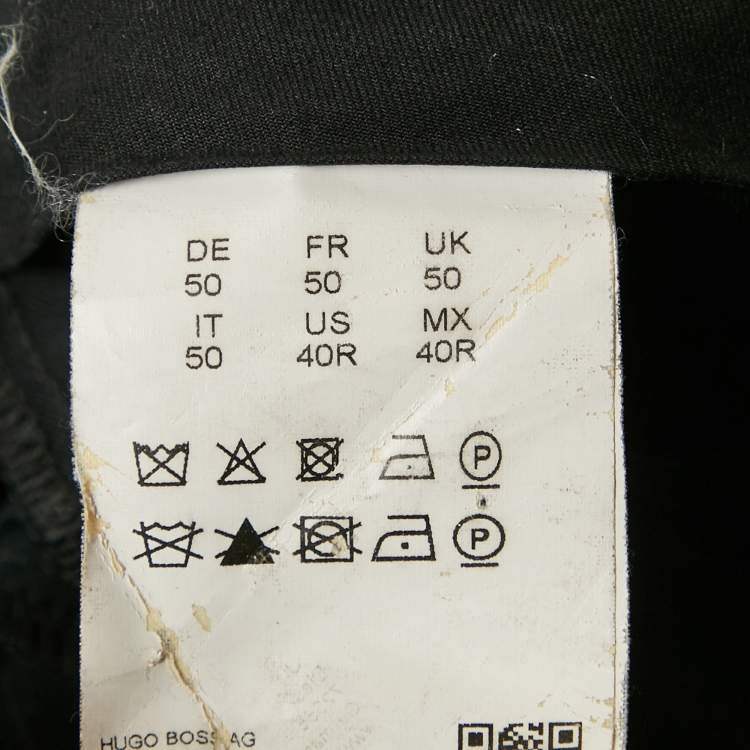 DE FR UK
50 50 50
IT US MX
50 40R 40R
P
P
HUGO BOSS AG